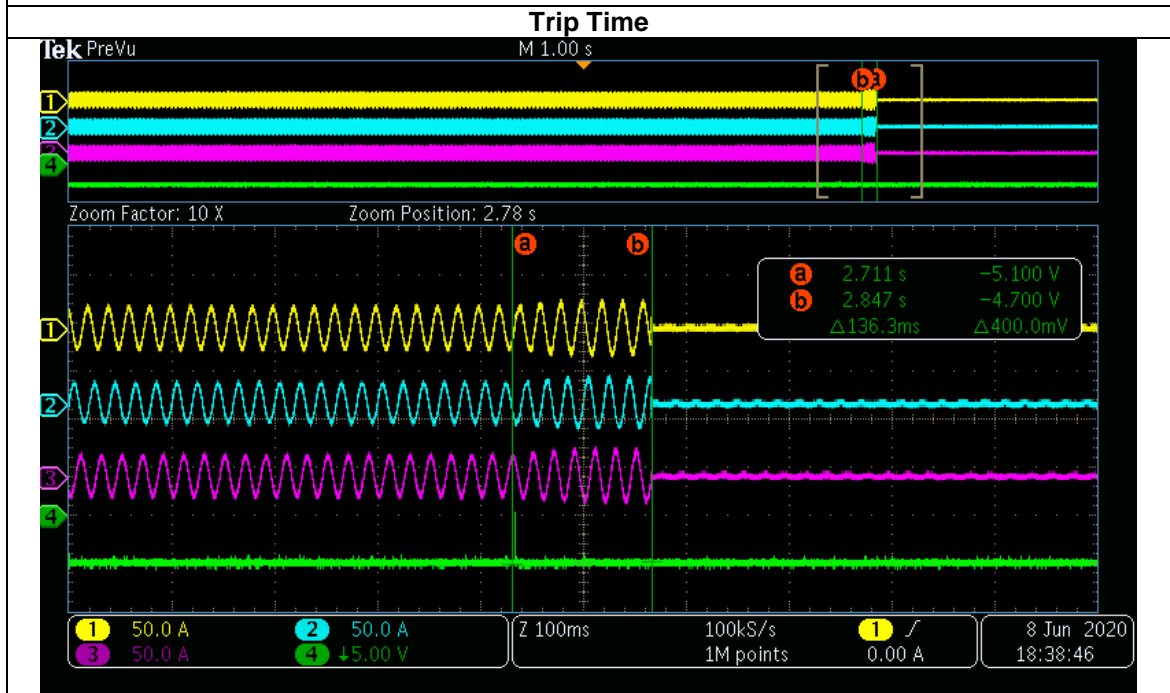 Trip Time
Tek PreVu M 1.00 s
b a
1
2
3
4
Zoom Factor: 10 X Zoom Position: 2.78 s
a b
a 2.711 s -5.100 V
b 2.847 s -4.700 V
Δ136.3ms Δ400.0mV
1
2
3
4
1 50.0 A 2 50.0 A Z 100ms 100kS/s 1 8 Jun 2020
3 50.0 A 4 ↓5.00 V 1M points 0.00 A 18:38:46